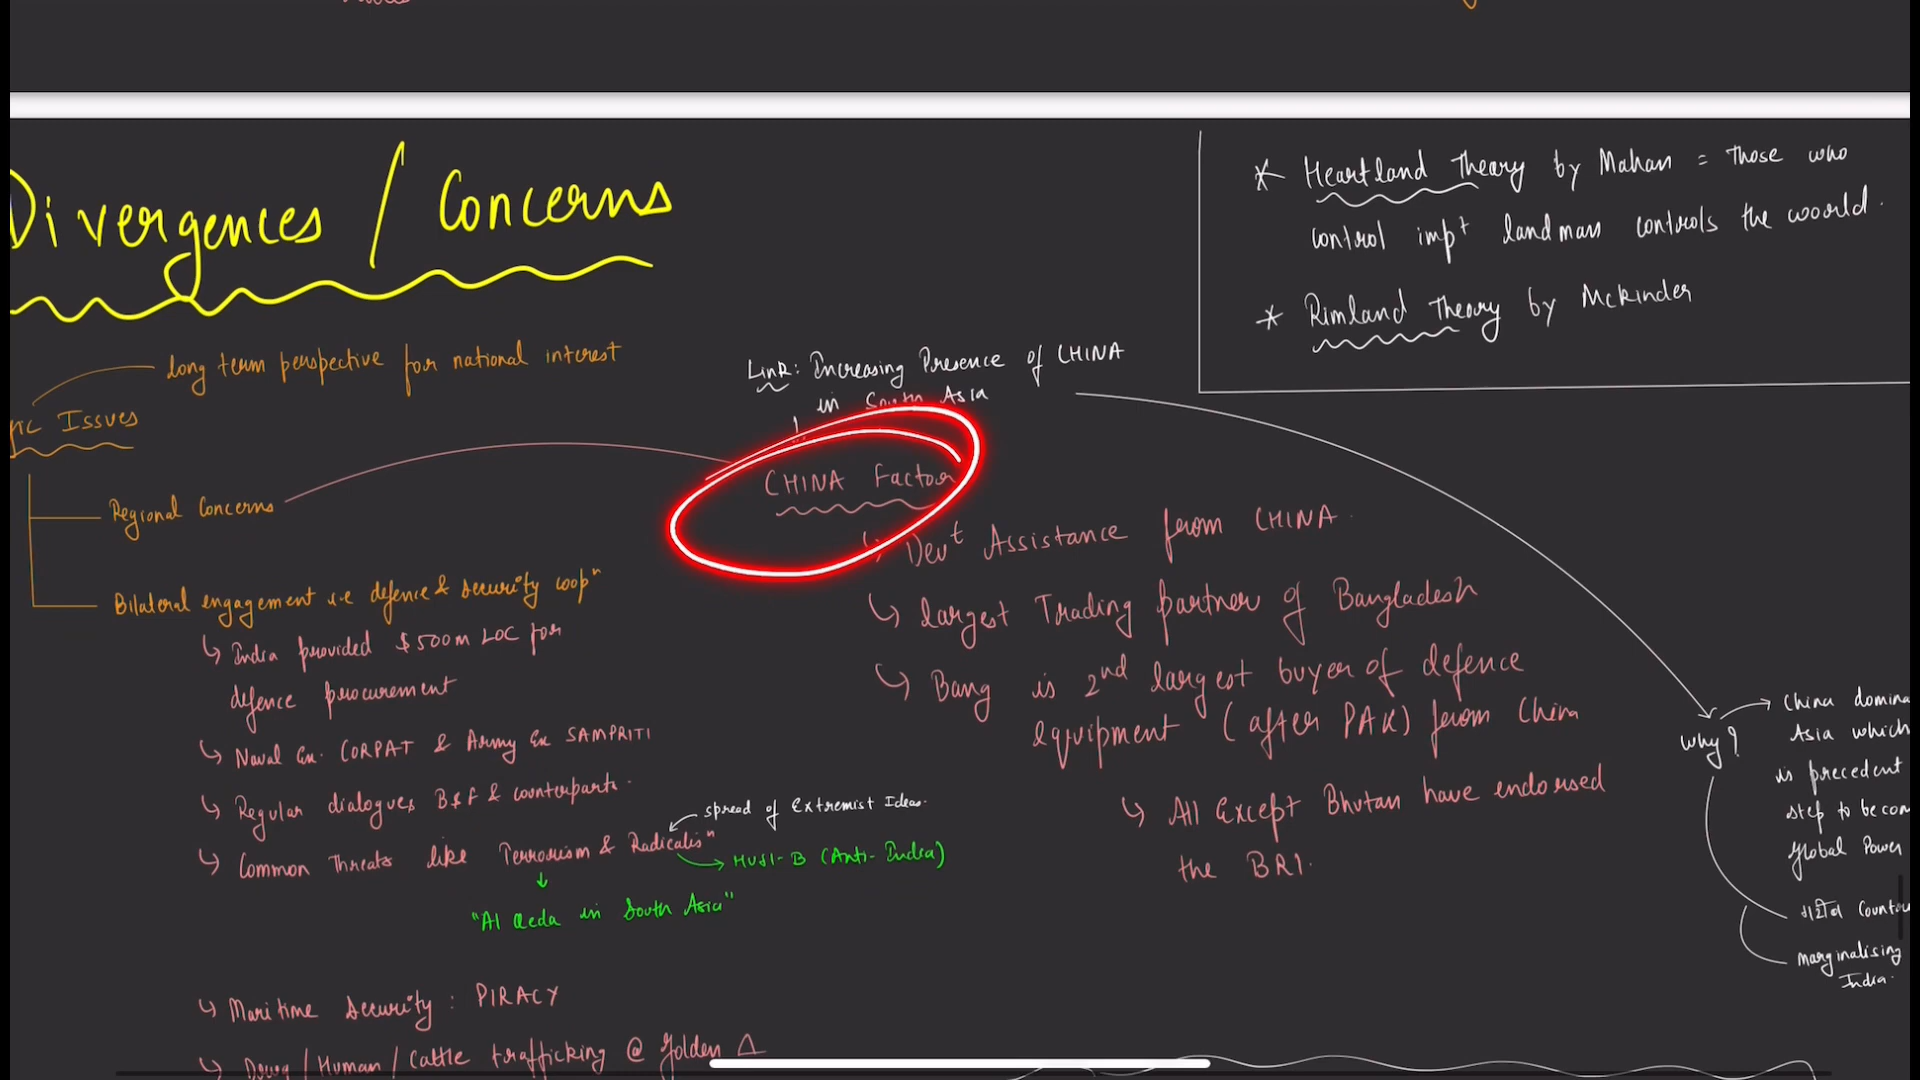 Divergences / Concerns
* Heartland Theory by Mahan = Those who
control impt landmass controls the woorld.
* Rimland Theory by Mckinder
long term perspective for national interest
Issues
Link: Increasing Presence of CHINA
in South Asia
CHINA Factor
Regional Concerns
Bilateral engagement i.e defence & security coopn
↳ India provided $500m LOC for
defence procurement
↳ Naval Ex. CORPAT & Army Ex SAMPRITI
↳ Regular dialogues BSF & counterparts.
↳ Common Threats like Terrorism & Radicalisn
spread of Extremist Ideas.
→ HUJI-B (Anti-India)
"Al Qeda in South Asia"
↳ Maritime Security : PIRACY
↳ Drug / Human / Cattle trafficking @ Golden Δ
↳ Devt Assistance from CHINA
↳ largest Trading partner of Bangladesh
↳ Bang is 2nd largest buyer of defence
equipment (after PAK) from China
↳ All Except Bhutan have endorsed
the BRI.
why?
China
Asia which
is precedent
step to
Global Power
marginalising
India.